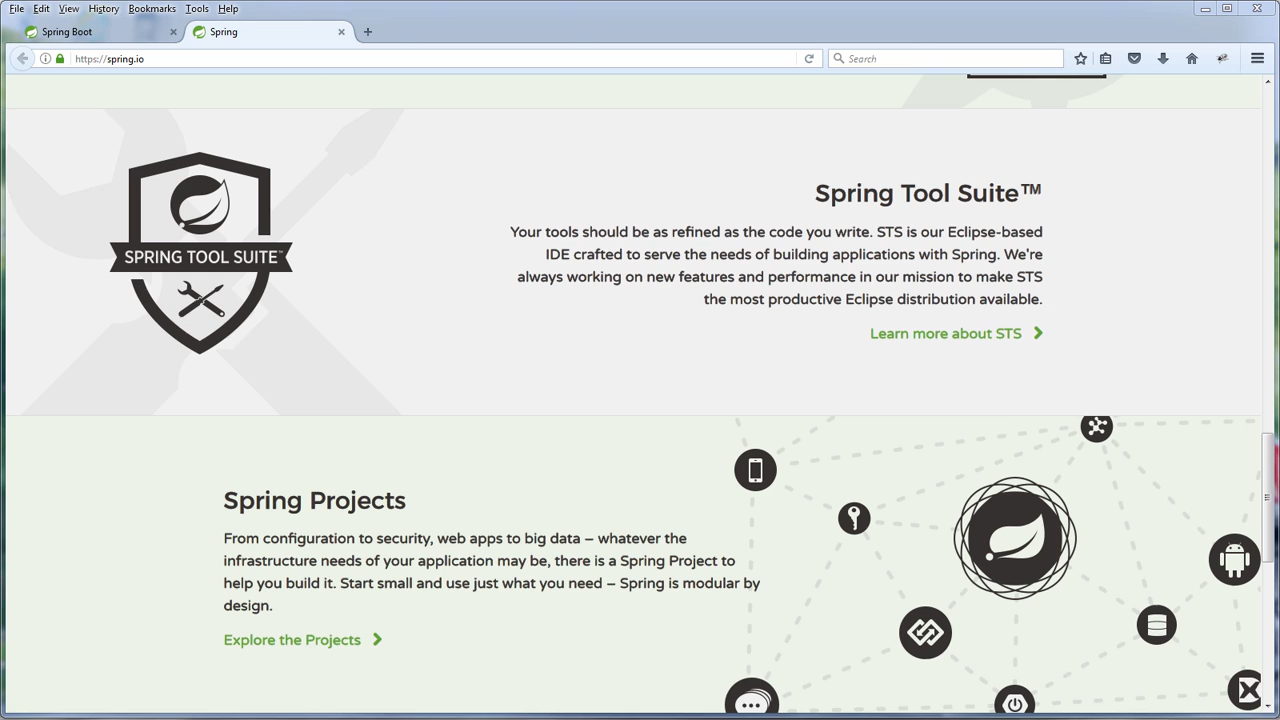 File Edit View History Bookmarks Tools Help
Spring Boot
Spring
https://spring.io
Search
SPRING TOOL SUITE™
Spring Tool Suite™
Your tools should be as refined as the code you write. STS is our Eclipse-based
IDE crafted to serve the needs of building applications with Spring. We're
always working on new features and performance in our mission to make STS
the most productive Eclipse distribution available.
Learn more about STS
Spring Projects
From configuration to security, web apps to big data – whatever the
infrastructure needs of your application may be, there is a Spring Project to
help you build it. Start small and use just what you need – Spring is modular by
design.
Explore the Projects